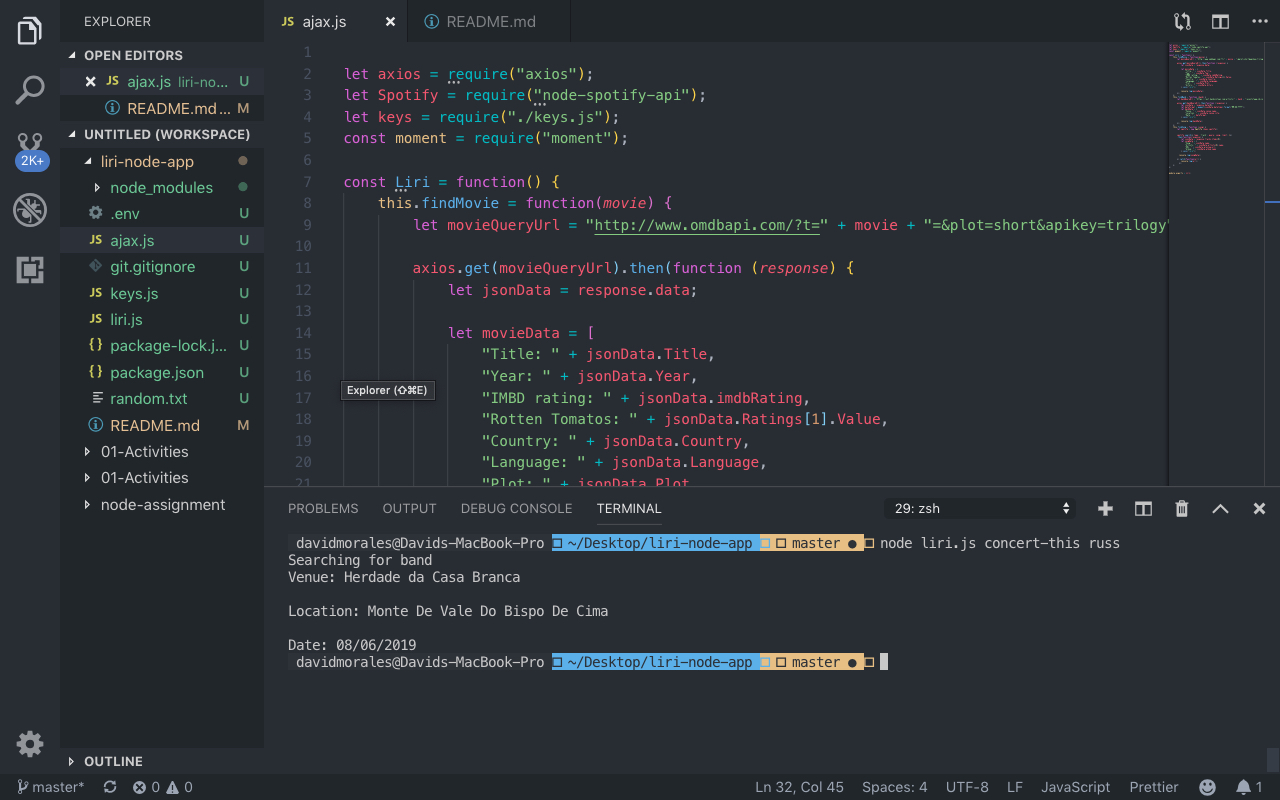 EXPLORER
OPEN EDITORS
JS ajax.js liri-no... U
README.md... M
UNTITLED (WORKSPACE)
2K+
liri-node-app
node_modules
.env U
JS ajax.js U
git.gitignore U
JS keys.js U
JS liri.js U
{} package-lock.j... U
{} package.json U
random.txt U
README.md M
01-Activities
01-Activities
node-assignment
OUTLINE
JS ajax.js
README.md
1
2 let axios = require("axios");
3 let Spotify = require("node-spotify-api");
4 let keys = require("./keys.js");
5 const moment = require("moment");
6
7 const Liri = function() {
8 this.findMovie = function(movie) {
9 let movieQueryUrl = "http://www.omdbapi.com/?t=" + movie + "=&plot=short&apikey=trilogy"
10
11 axios.get(movieQueryUrl).then(function (response) {
12 let jsonData = response.data;
13
14 let movieData = [
15 "Title: " + jsonData.Title,
16 "Year: " + jsonData.Year,
17 "IMBD rating: " + jsonData.imdbRating,
18 "Rotten Tomatos: " + jsonData.Ratings[1].Value,
19 "Country: " + jsonData.Country,
20 "Language: " + jsonData.Language,
21 "Plot: " + jsonData.Plot
Explorer (⇧⌘E)
PROBLEMS OUTPUT DEBUG CONSOLE TERMINAL 29: zsh
davidmorales@Davids-MacBook-Pro ~/Desktop/liri-node-app master ● node liri.js concert-this russ
Searching for band
Venue: Herdade da Casa Branca
Location: Monte De Vale Do Bispo De Cima
Date: 08/06/2019
davidmorales@Davids-MacBook-Pro ~/Desktop/liri-node-app master ●
master* 0 0 Ln 32, Col 45 Spaces: 4 UTF-8 LF JavaScript Prettier 1